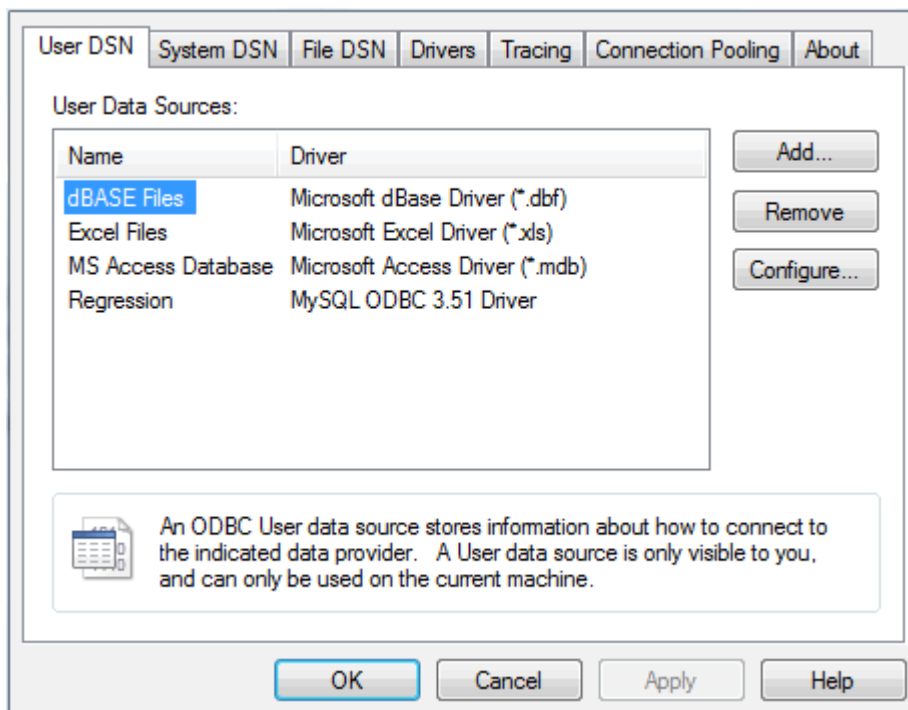 User DSN System DSN File DSN Drivers Tracing Connection Pooling About
User Data Sources:
Name Driver
dBASE Files Microsoft dBase Driver (*.dbf)
Excel Files Microsoft Excel Driver (*.xls)
MS Access Database Microsoft Access Driver (*.mdb)
Regression MySQL ODBC 3.51 Driver
Add...
Remove
Configure...
An ODBC User data source stores information about how to connect to
the indicated data provider. A User data source is only visible to you,
and can only be used on the current machine.
OK Cancel Apply Help